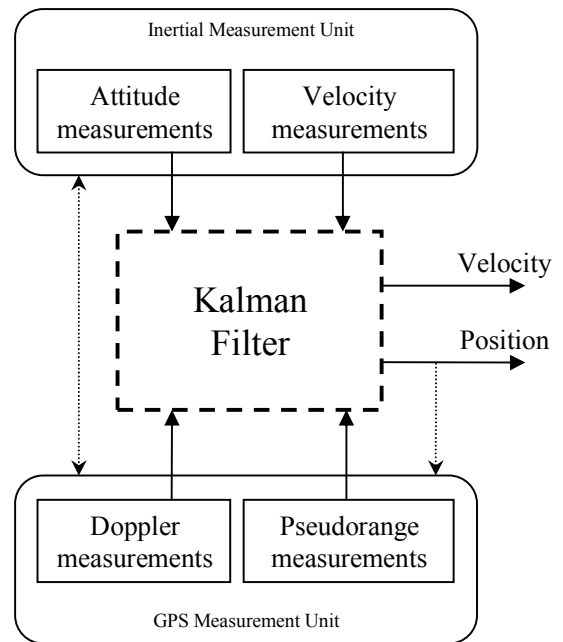 Inertial Measurement Unit
Attitude
measurements
Velocity
measurements
Kalman
Filter
Velocity
Position
Doppler
measurements
Pseudorange
measurements
GPS Measurement Unit